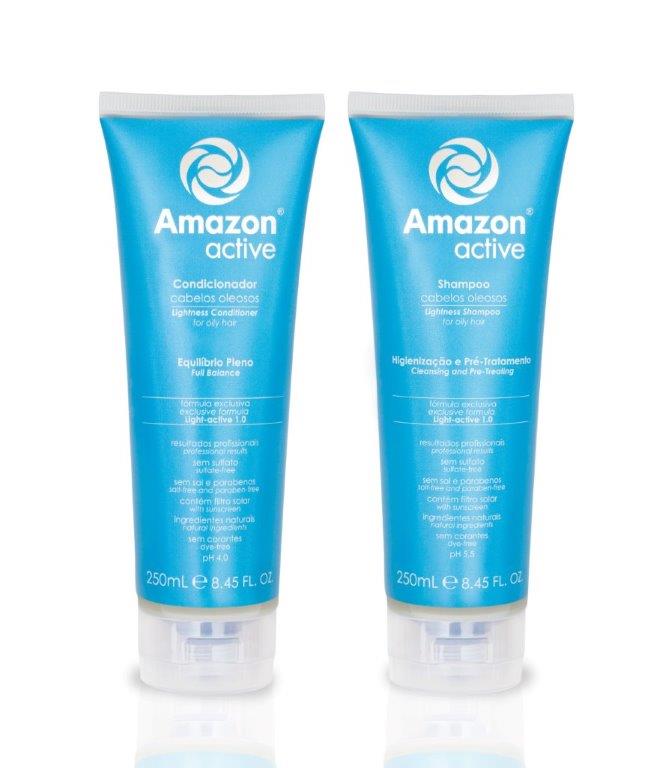 Amazon®
active
Condicionador
cabelos oleosos
Lightness Conditioner
for oily hair
Equilíbrio Pleno
Full Balance
fórmula exclusiva
exclusive formula
Light-active 1.0
resultados profissionais
professional results
sem sulfato
sulfate-free
sem sal e parabenos
salt-free and paraben-free
contém filtro solar
with sunscreen
ingredientes naturais
natural ingredients
sem corantes
dye-free
pH 4,0
250mL ℮ 8.45 FL. OZ.
Amazon®
active
Shampoo
cabelos oleosos
Lightness Shampoo
for oily hair
Higienização e Pré-Tratamento
Cleansing and Pre-Treating
fórmula exclusiva
exclusive formula
Light-active 1.0
resultados profissionais
professional results
sem sulfato
sulfate-free
sem sal e parabenos
salt-free and paraben-free
contém filtro solar
with sunscreen
ingredientes naturais
natural ingredients
sem corantes
dye-free
pH 5,5
250mL ℮ 8.45 FL. OZ.